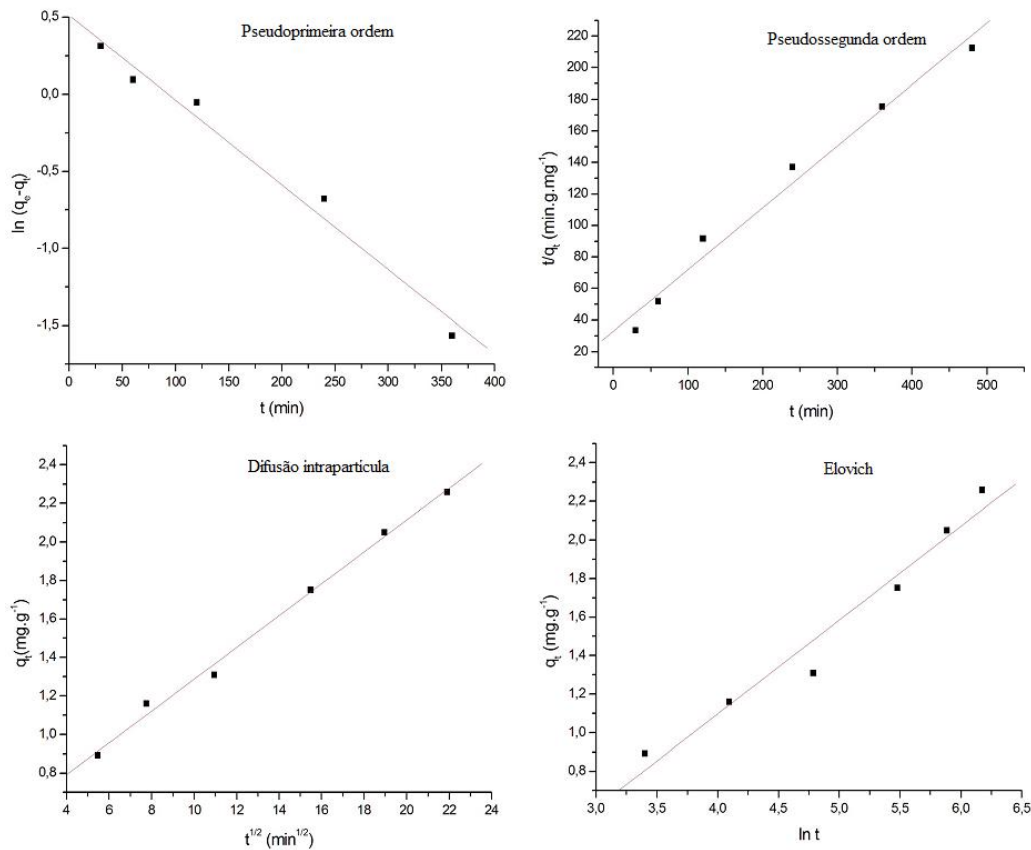 Pseudoprimeira ordem
0,5
0,0
-0,5
-1,0
-1,5
ln (qₑ-qₜ)
0 50 100 150 200 250 300 350 400
t (min)
Pseudossegunda ordem
220
200
180
160
140
120
100
80
60
40
20
t/qₜ (min.g.mg⁻¹)
0 100 200 300 400 500
t (min)
Difusão intraparticula
2,4
2,2
2,0
1,8
1,6
1,4
1,2
1,0
0,8
qₜ(mg.g⁻¹)
4 6 8 10 12 14 16 18 20 22 24
t¹/² (min¹/²)
Elovich
2,4
2,2
2,0
1,8
1,6
1,4
1,2
1,0
0,8
qₜ (mg.g⁻¹)
3,0 3,5 4,0 4,5 5,0 5,5 6,0 6,5
ln t